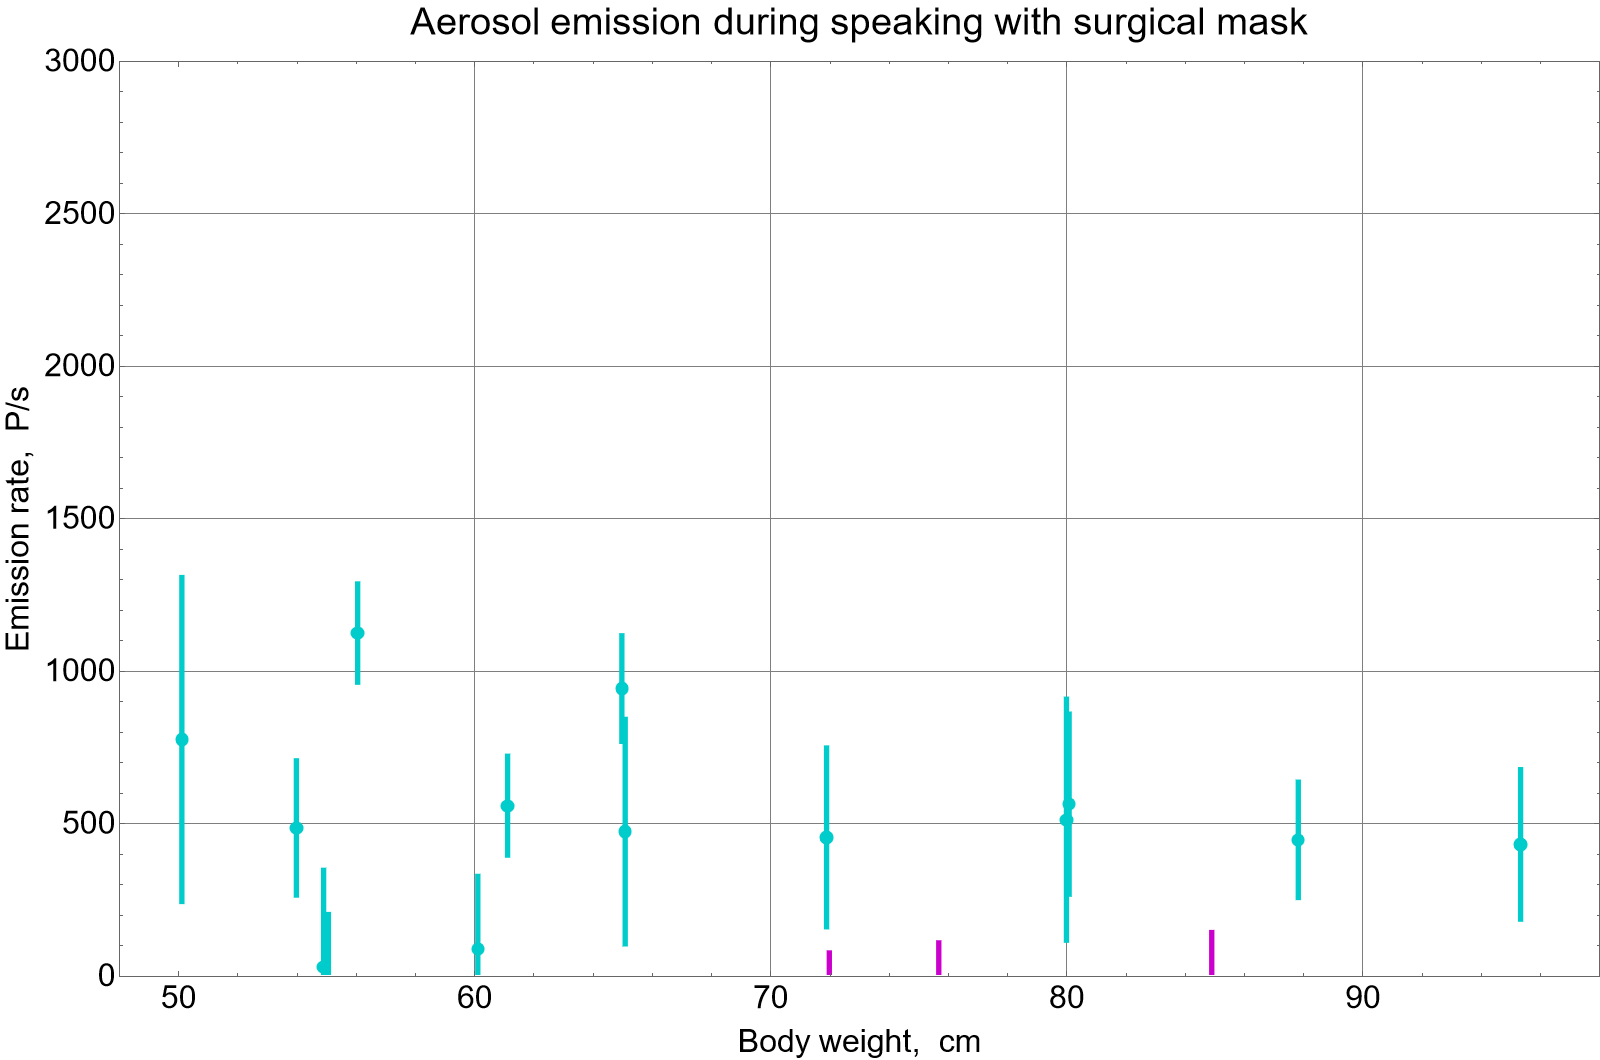 Aerosol emission during speaking with surgical mask
3000
2500
2000
1500
1000
500
0
Emission rate, P/s
50 60 70 80 90
Body weight, cm